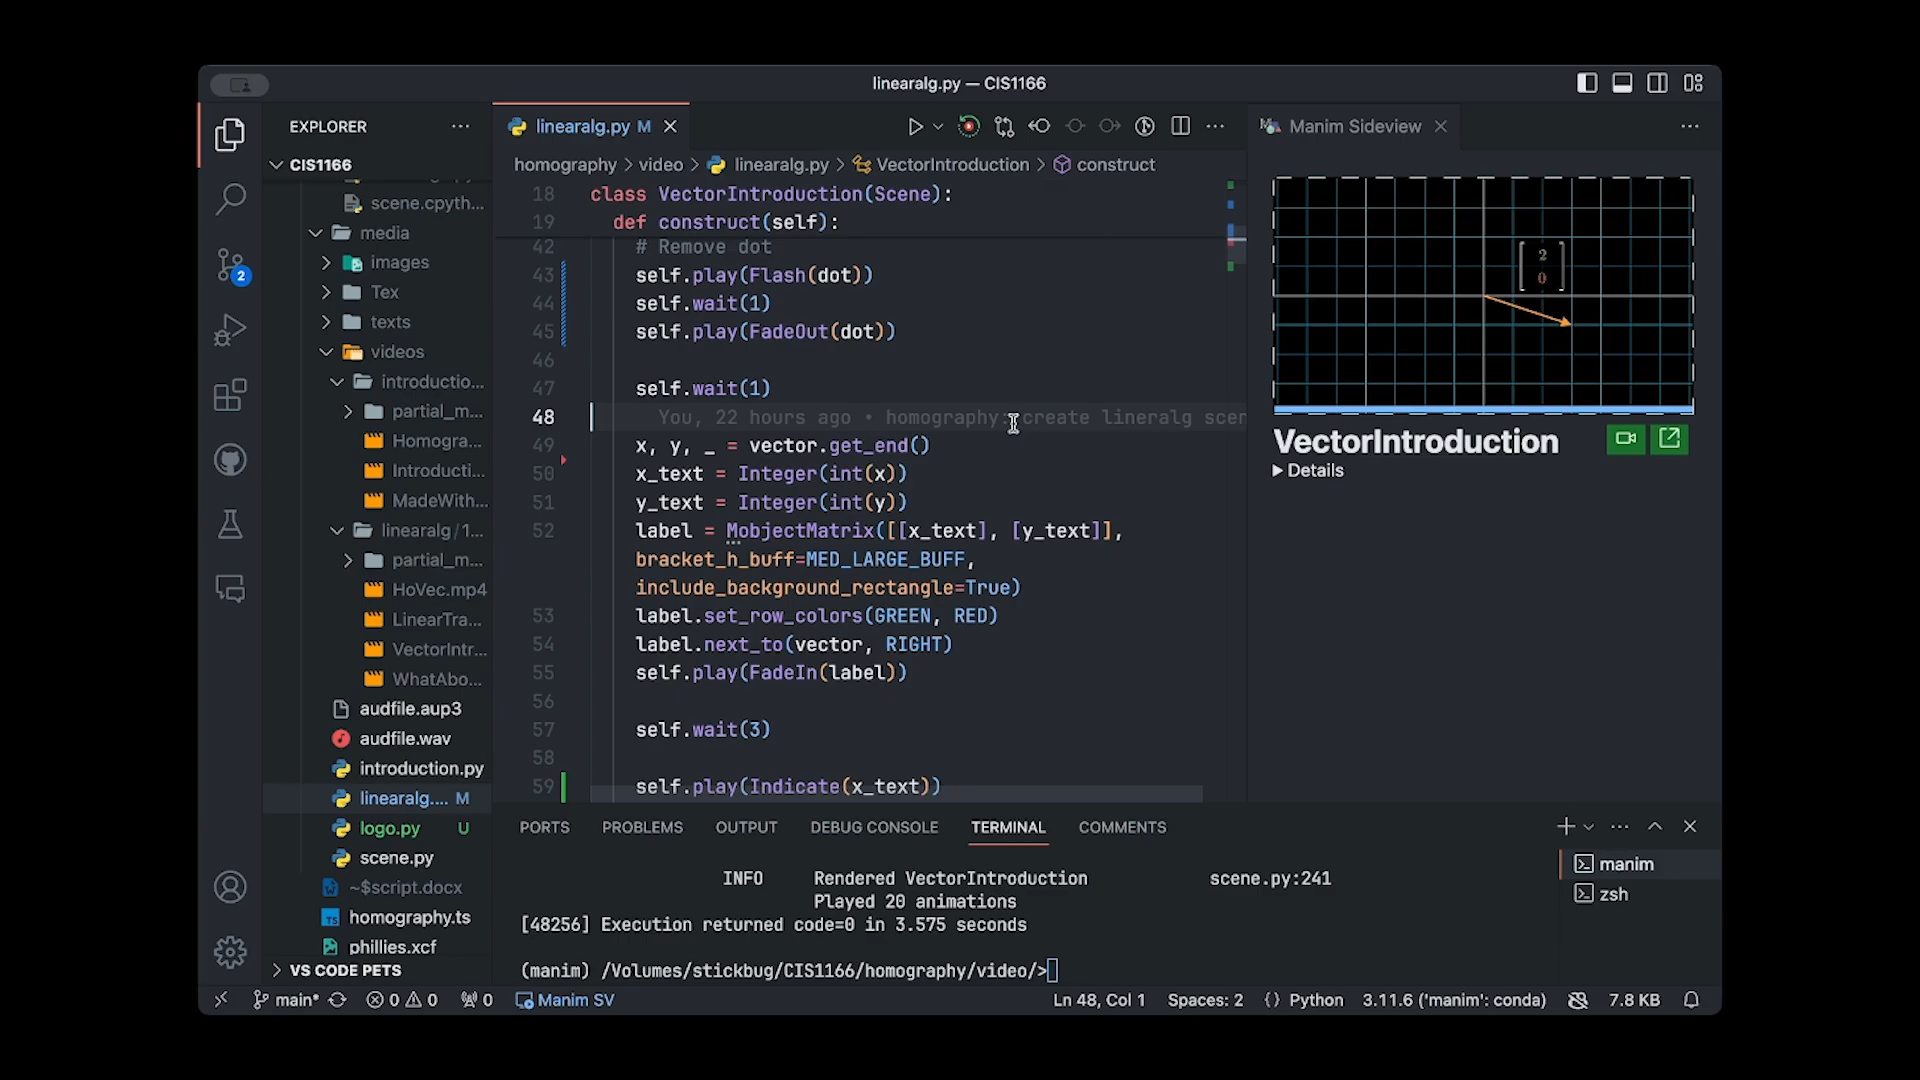 linearalg.py — CIS1166
EXPLORER
CIS1166
scene.cpyth...
media
images
Tex
texts
videos
introductio...
partial_m...
Homogra...
Introducti...
MadeWith...
linearalg/1...
partial_m...
HoVec.mp4
LinearTra...
VectorIntr...
WhatAbo...
audfile.aup3
audfile.wav
introduction.py
linearalg.... M
logo.py U
scene.py
~$script.docx
homography.ts
phillies.xcf
VS CODE PETS
2
linearalg.py M
homography > video > linearalg.py > VectorIntroduction > construct
18 class VectorIntroduction(Scene):
19 def construct(self):
42 # Remove dot
43 self.play(Flash(dot))
44 self.wait(1)
45 self.play(FadeOut(dot))
46
47 self.wait(1)
48 You, 22 hours ago • homography: create lineralg scen
49 x, y, _ = vector.get_end()
50 x_text = Integer(int(x))
51 y_text = Integer(int(y))
52 label = MobjectMatrix([[x_text], [y_text]],
bracket_h_buff=MED_LARGE_BUFF,
include_background_rectangle=True)
53 label.set_row_colors(GREEN, RED)
54 label.next_to(vector, RIGHT)
55 self.play(FadeIn(label))
56
57 self.wait(3)
58
59 self.play(Indicate(x_text))
Manim Sideview
2
0
VectorIntroduction
Details
PORTS PROBLEMS OUTPUT DEBUG CONSOLE TERMINAL COMMENTS
INFO Rendered VectorIntroduction scene.py:241
Played 20 animations
[48256] Execution returned code=0 in 3.575 seconds
(manim) /Volumes/stickbug/CIS1166/homography/video/>
manim
zsh
main* 0 0 0 Manim SV Ln 48, Col 1 Spaces: 2 {} Python 3.11.6 ('manim': conda) 7.8 KB